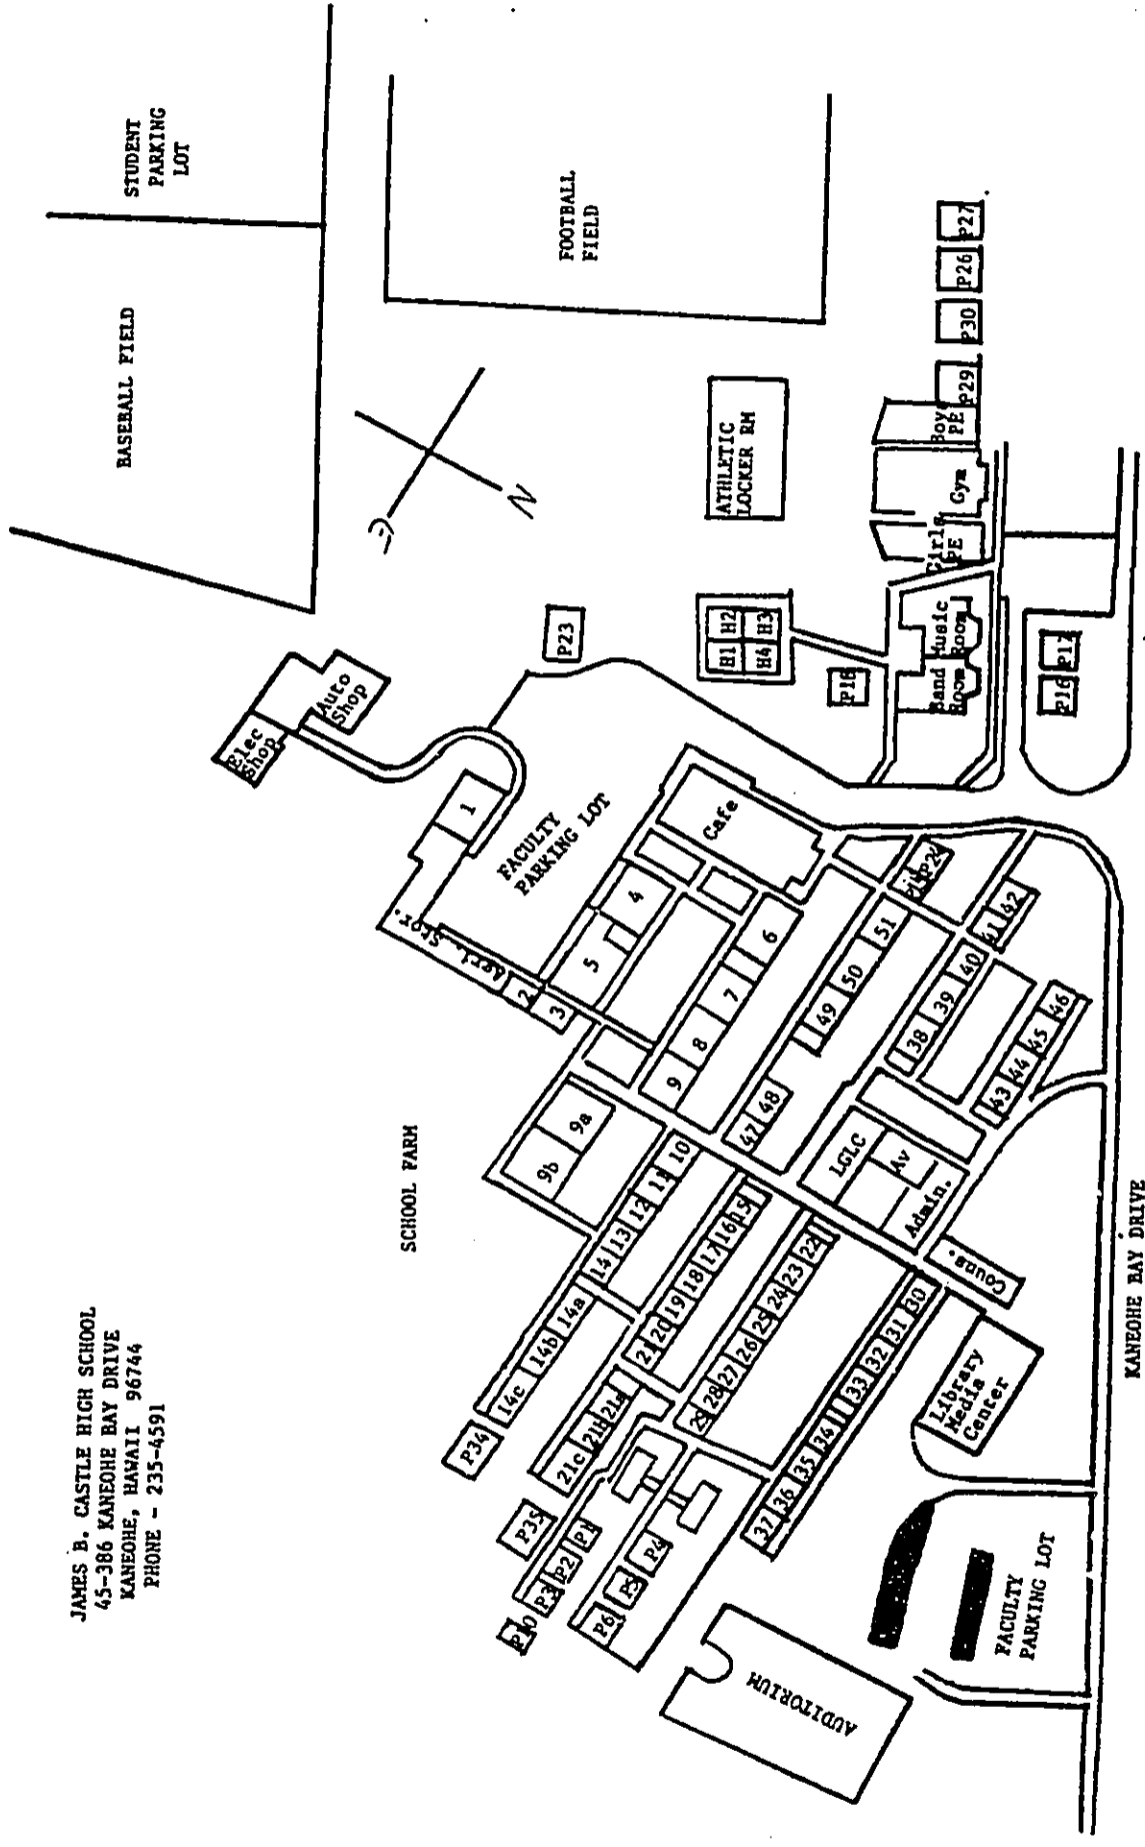 JAMES B. CASTLE HIGH SCHOOL
45-386 KANEOHE BAY DRIVE
KANEOHE, HAWAII 96744
PHONE - 235-4591
BASEBALL FIELD
STUDENT
PARKING
LOT
FOOTBALL
FIELD
N
SCHOOL FARM
Elec
Shop
Auto
Shop
1
FACULTY
PARKING LOT
P23
ATHLETIC
LOCKER RM
H1
H2
H4
H3
Agri. Stor.
2
3
4
5
Cafe
6
7
8
9
9a
9b
10
11
12
13
14
14a
14b
14c
P34
15
16
17
18
19
20
21
21a
21b
21c
P35
22
23
24
25
26
27
28
29
P1
P2
P3
P10
P4
P5
P6
30
31
32
33
34
35
36
37
47
48
49
50
51
P24
38
39
40
41
42
43
44
45
46
LGLC
Av
Admin.
Couns.
Library
Media
Center
AUDITORIUM
FACULTY
PARKING LOT
Band
Room
Music
Room
Girls
PE
Gym
Boys
PE
P29
P30
P26
P27
P16
P17
KANEOHE BAY DRIVE